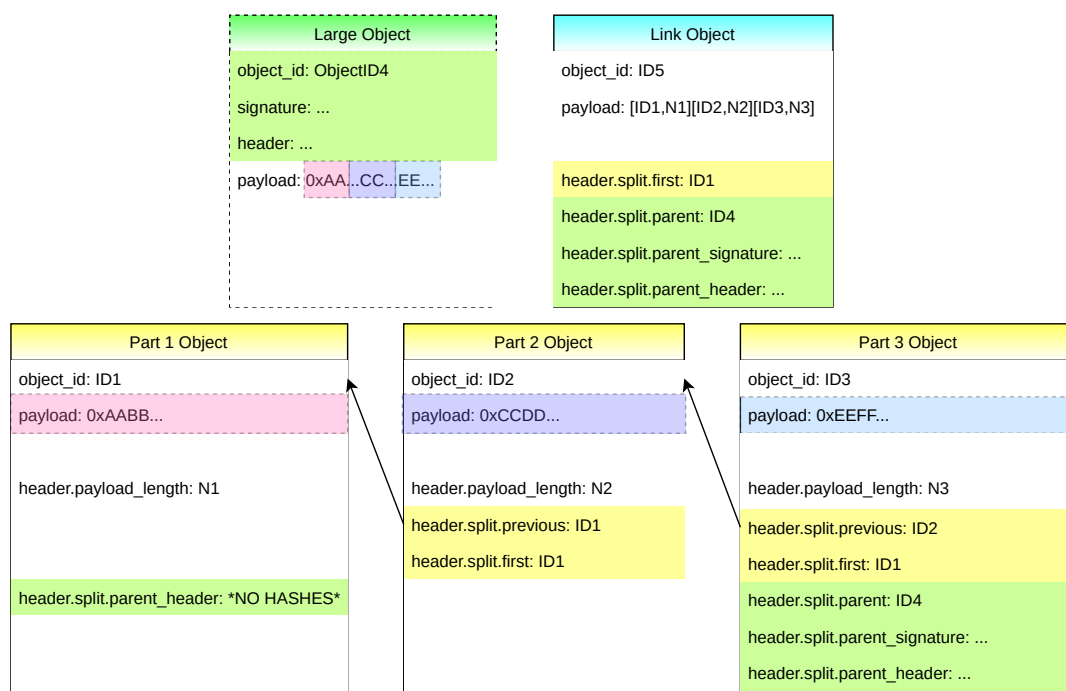 Large Object
object_id: ObjectID4
signature: ...
header: ...
payload: 0xAA...CC...EE...
Link Object
object_id: ID5
payload: [ID1,N1][ID2,N2][ID3,N3]
header.split.first: ID1
header.split.parent: ID4
header.split.parent_signature: ...
header.split.parent_header: ...
Part 1 Object
object_id: ID1
payload: 0xAABB...
header.payload_length: N1
header.split.parent_header: *NO HASHES*
Part 2 Object
object_id: ID2
payload: 0xCCDD...
header.payload_length: N2
header.split.previous: ID1
header.split.first: ID1
Part 3 Object
object_id: ID3
payload: 0xEEFF...
header.payload_length: N3
header.split.previous: ID2
header.split.first: ID1
header.split.parent: ID4
header.split.parent_signature: ...
header.split.parent_header: ...